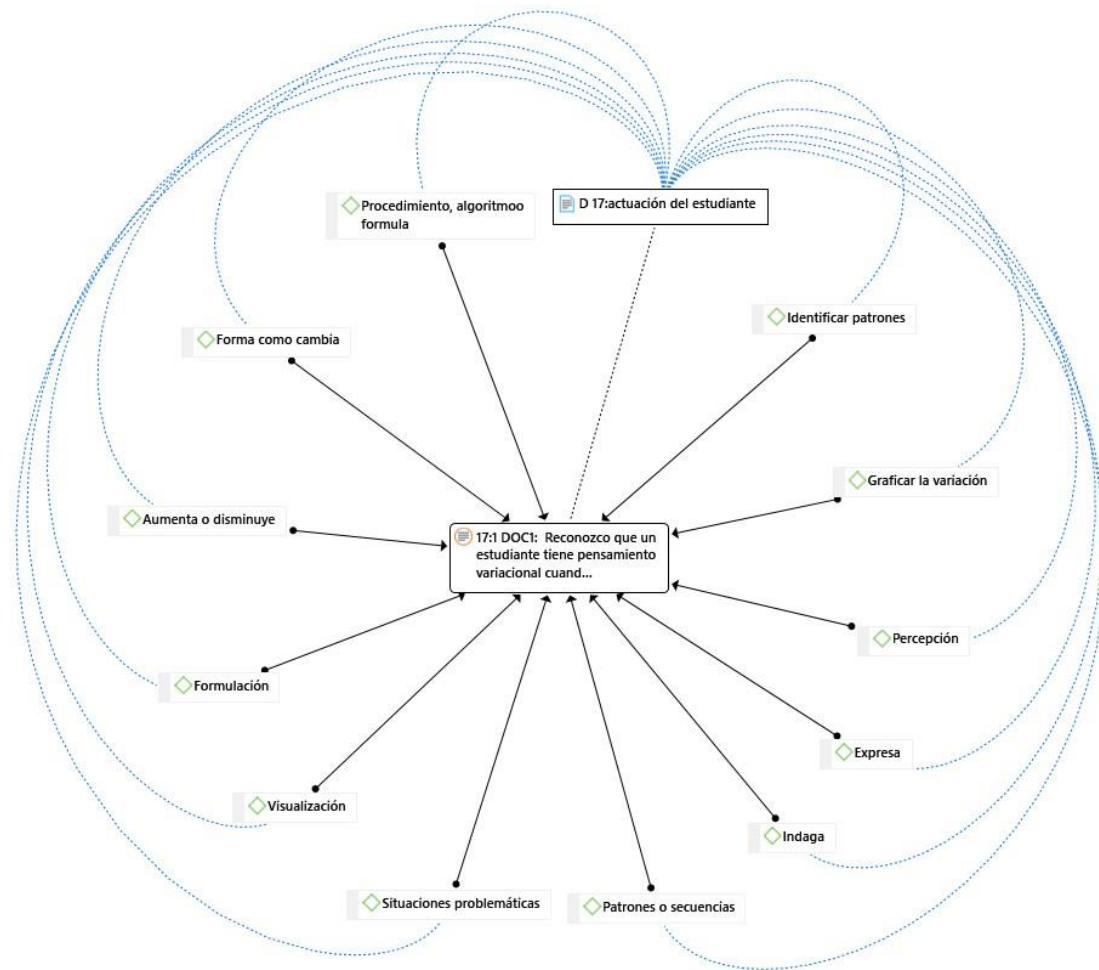 Procedimiento, algoritmoo
formula
D 17:actuación del estudiante
Identificar patrones
Forma como cambia
Graficar la variación
Aumenta o disminuye
17:1 DOC1: Reconozco que un
estudiante tiene pensamiento
variacional cuand...
Percepción
Formulación
Expresa
Visualización
Indaga
Situaciones problemáticas
Patrones o secuencias